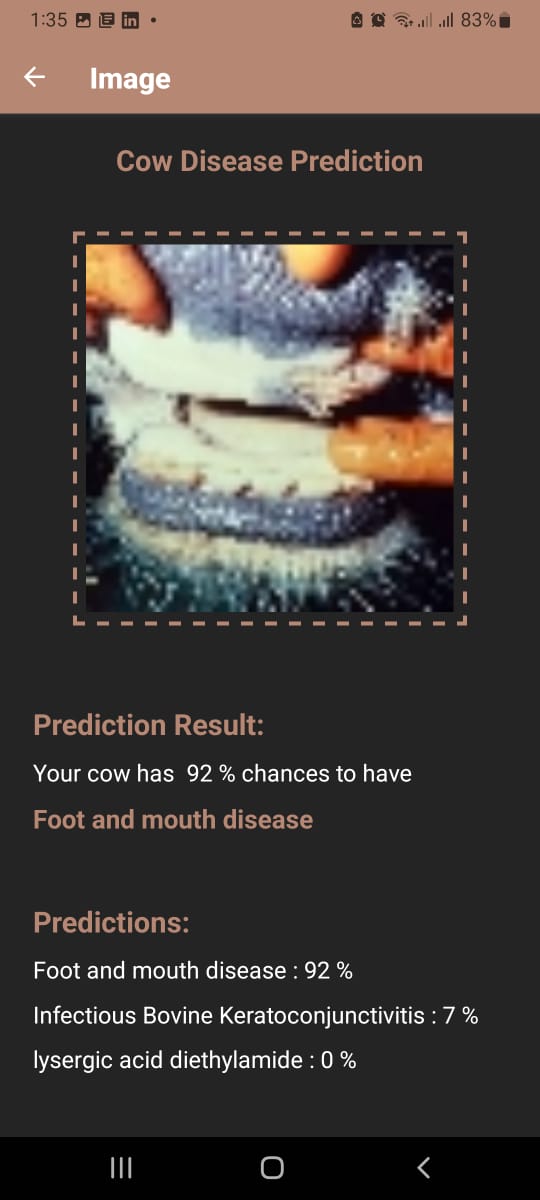 1:35
83%
Image
Cow Disease Prediction
Prediction Result:
Your cow has 92 % chances to have
Foot and mouth disease
Predictions:
Foot and mouth disease : 92 %
Infectious Bovine Keratoconjunctivitis : 7 %
lysergic acid diethylamide : 0 %